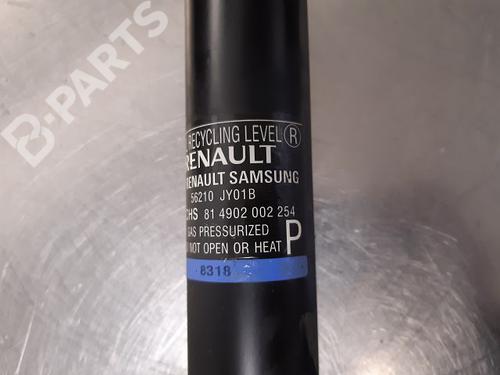 B-PARTS
RECYCLING LEVEL R
RENAULT
RENAULT SAMSUNG
56210 JY01B
CHS 81 4902 002 254
GAS PRESSURIZED
NOT OPEN OR HEAT P
8318